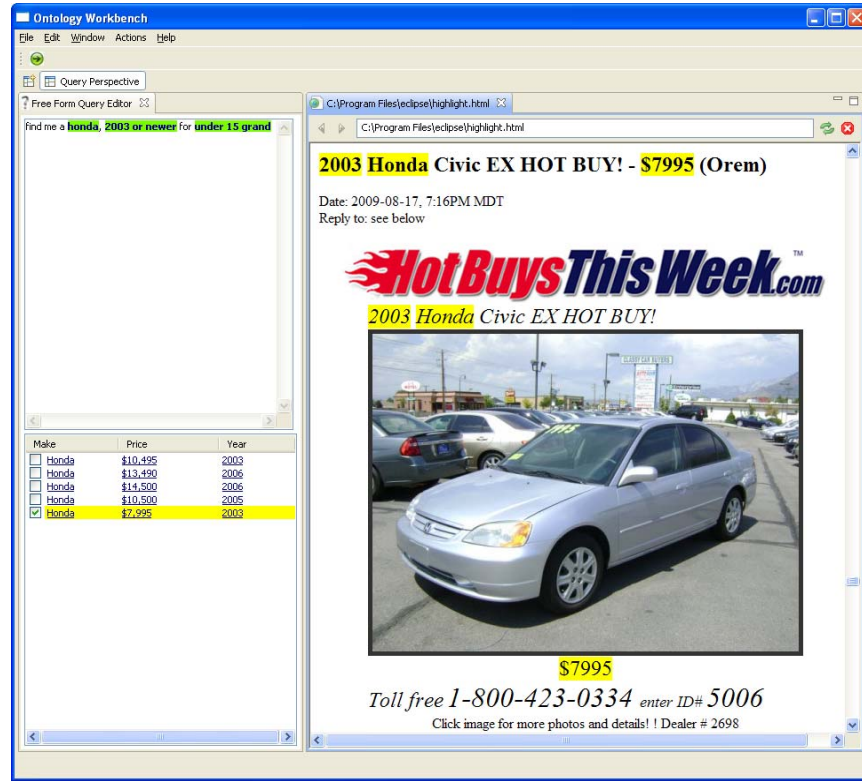 Ontology Workbench
File Edit Window Actions Help
Query Perspective
Free Form Query Editor
find me a honda, 2003 or newer for under 15 grand
Make Price Year
Honda $10,495 2003
Honda $13,490 2006
Honda $14,500 2006
Honda $10,500 2005
Honda $7,995 2003
C:\Program Files\eclipse\highlight.html
C:\Program Files\eclipse\highlight.html
2003 Honda Civic EX HOT BUY! - $7995 (Orem)
Date: 2009-08-17, 7:16PM MDT
Reply to: see below
HotBuysThisWeek.com™
2003 Honda Civic EX HOT BUY!
7995
$7995
Toll free 1-800-423-0334 enter ID# 5006
Click image for more photos and details! ! Dealer # 2698